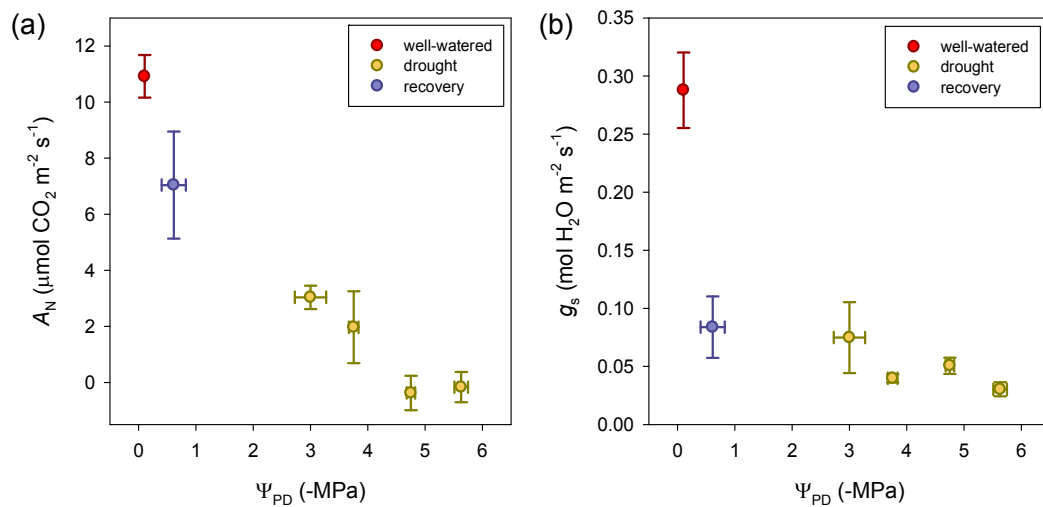 (a)
12
10
8
6
4
2
0
A_N (μmol CO₂ m⁻² s⁻¹)
well-watered
drought
recovery
0 1 2 3 4 5 6
Ψ_PD (-MPa)
(b)
0.35
0.30
0.25
0.20
0.15
0.10
0.05
0.00
g_s (mol H₂O m⁻² s⁻¹)
well-watered
drought
recovery
0 1 2 3 4 5 6
Ψ_PD (-MPa)